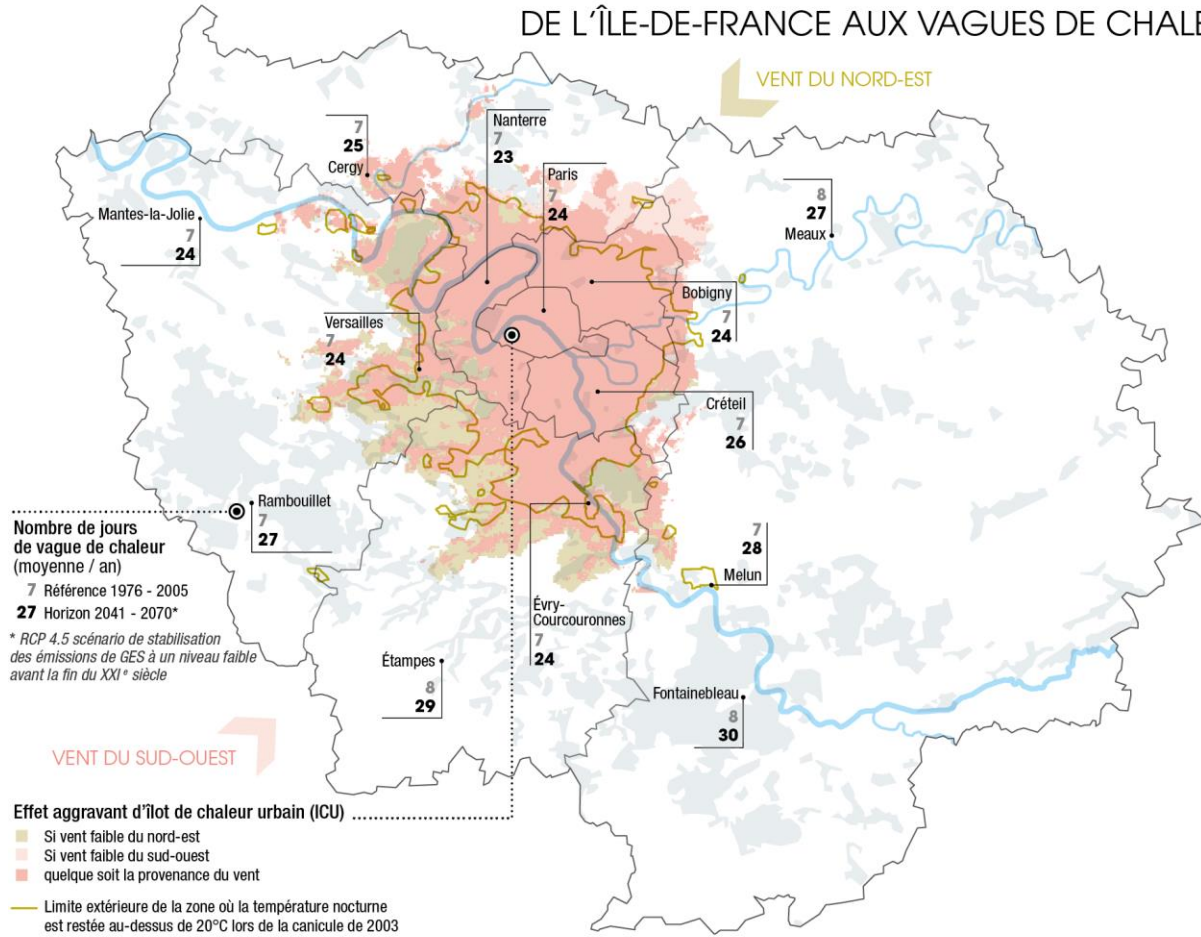 DE L'ÎLE-DE-FRANCE AUX VAGUES DE CHALE
VENT DU NORD-EST
7
25
Cergy
Nanterre
7
23
Paris
7
24
8
27
Meaux
Mantes-la-Jolie
7
24
Bobigny
7
24
Versailles
7
24
Créteil
7
26
Rambouillet
7
27
Nombre de jours
de vague de chaleur
(moyenne / an)
7 Référence 1976 - 2005
27 Horizon 2041 - 2070*
* RCP 4.5 scénario de stabilisation
des émissions de GES à un niveau faible
avant la fin du XXIe siècle
7
28
Melun
Évry-
Courcouronnes
7
24
Étampes
8
29
Fontainebleau
8
30
VENT DU SUD-OUEST
Effet aggravant d'îlot de chaleur urbain (ICU)
Si vent faible du nord-est
Si vent faible du sud-ouest
quelque soit la provenance du vent
Limite extérieure de la zone où la température nocturne
est restée au-dessus de 20°C lors de la canicule de 2003